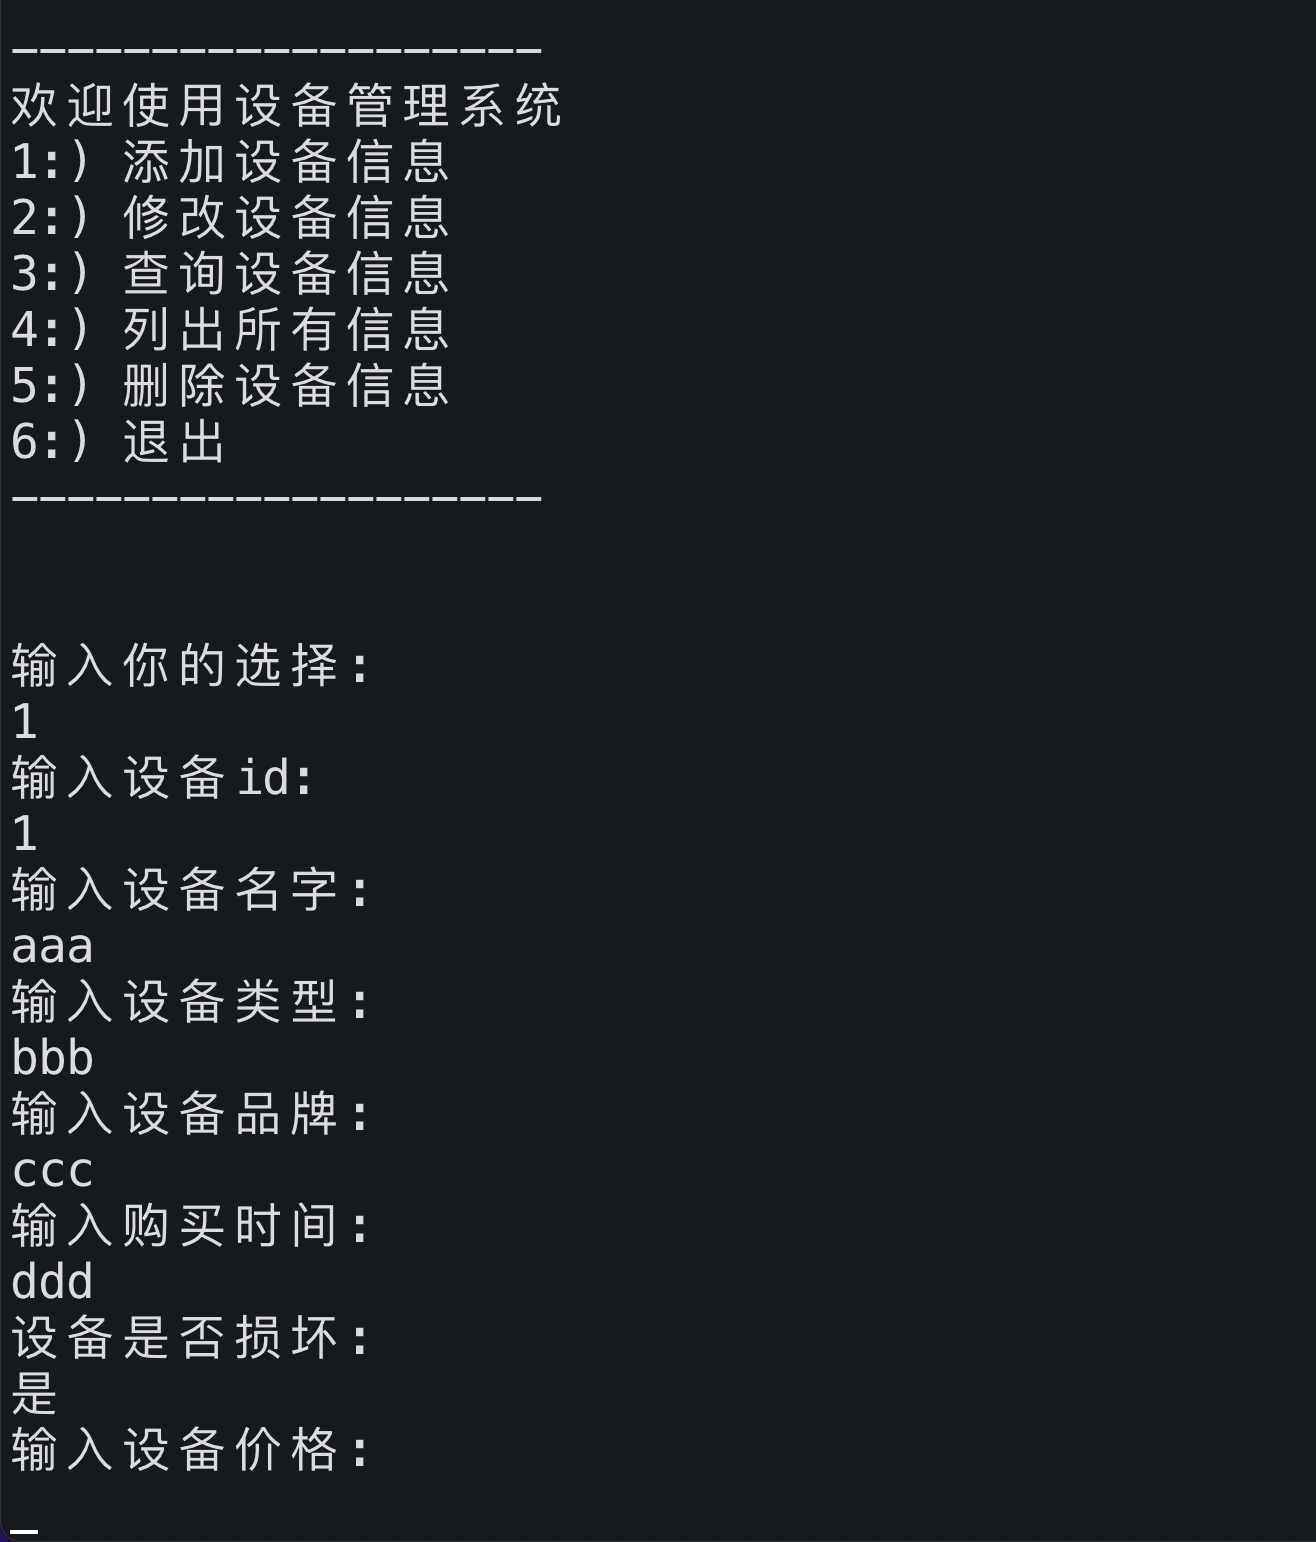 -------------------
欢迎使用设备管理系统
1:) 添加设备信息
2:) 修改设备信息
3:) 查询设备信息
4:) 列出所有信息
5:) 删除设备信息
6:) 退出
-------------------
输入你的选择:
1
输入设备id:
1
输入设备名字:
aaa
输入设备类型:
bbb
输入设备品牌:
ccc
输入购买时间:
ddd
设备是否损坏:
是
输入设备价格: